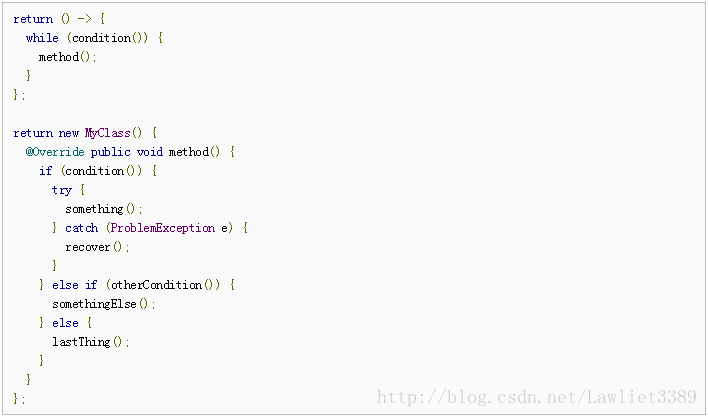 return () -> {
  while (condition()) {
    method();
  }
};

return new MyClass() {
  @Override public void method() {
    if (condition()) {
      try {
        something();
      } catch (ProblemException e) {
        recover();
      }
    } else if (otherCondition()) {
      somethingElse();
    } else {
      lastThing();
    }
  }
};
http://blog.csdn.net/Lawliet3389